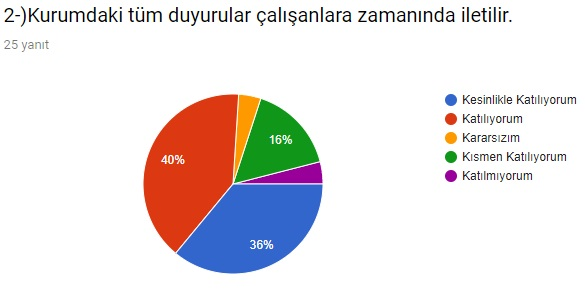 2-)Kurumdaki tüm duyurular çalışanlara zamanında iletilir.
25 yanıt
Kesinlikle Katılıyorum
Katılıyorum
Kararsızım
Kısmen Katılıyorum
Katılmıyorum
16%
40%
36%